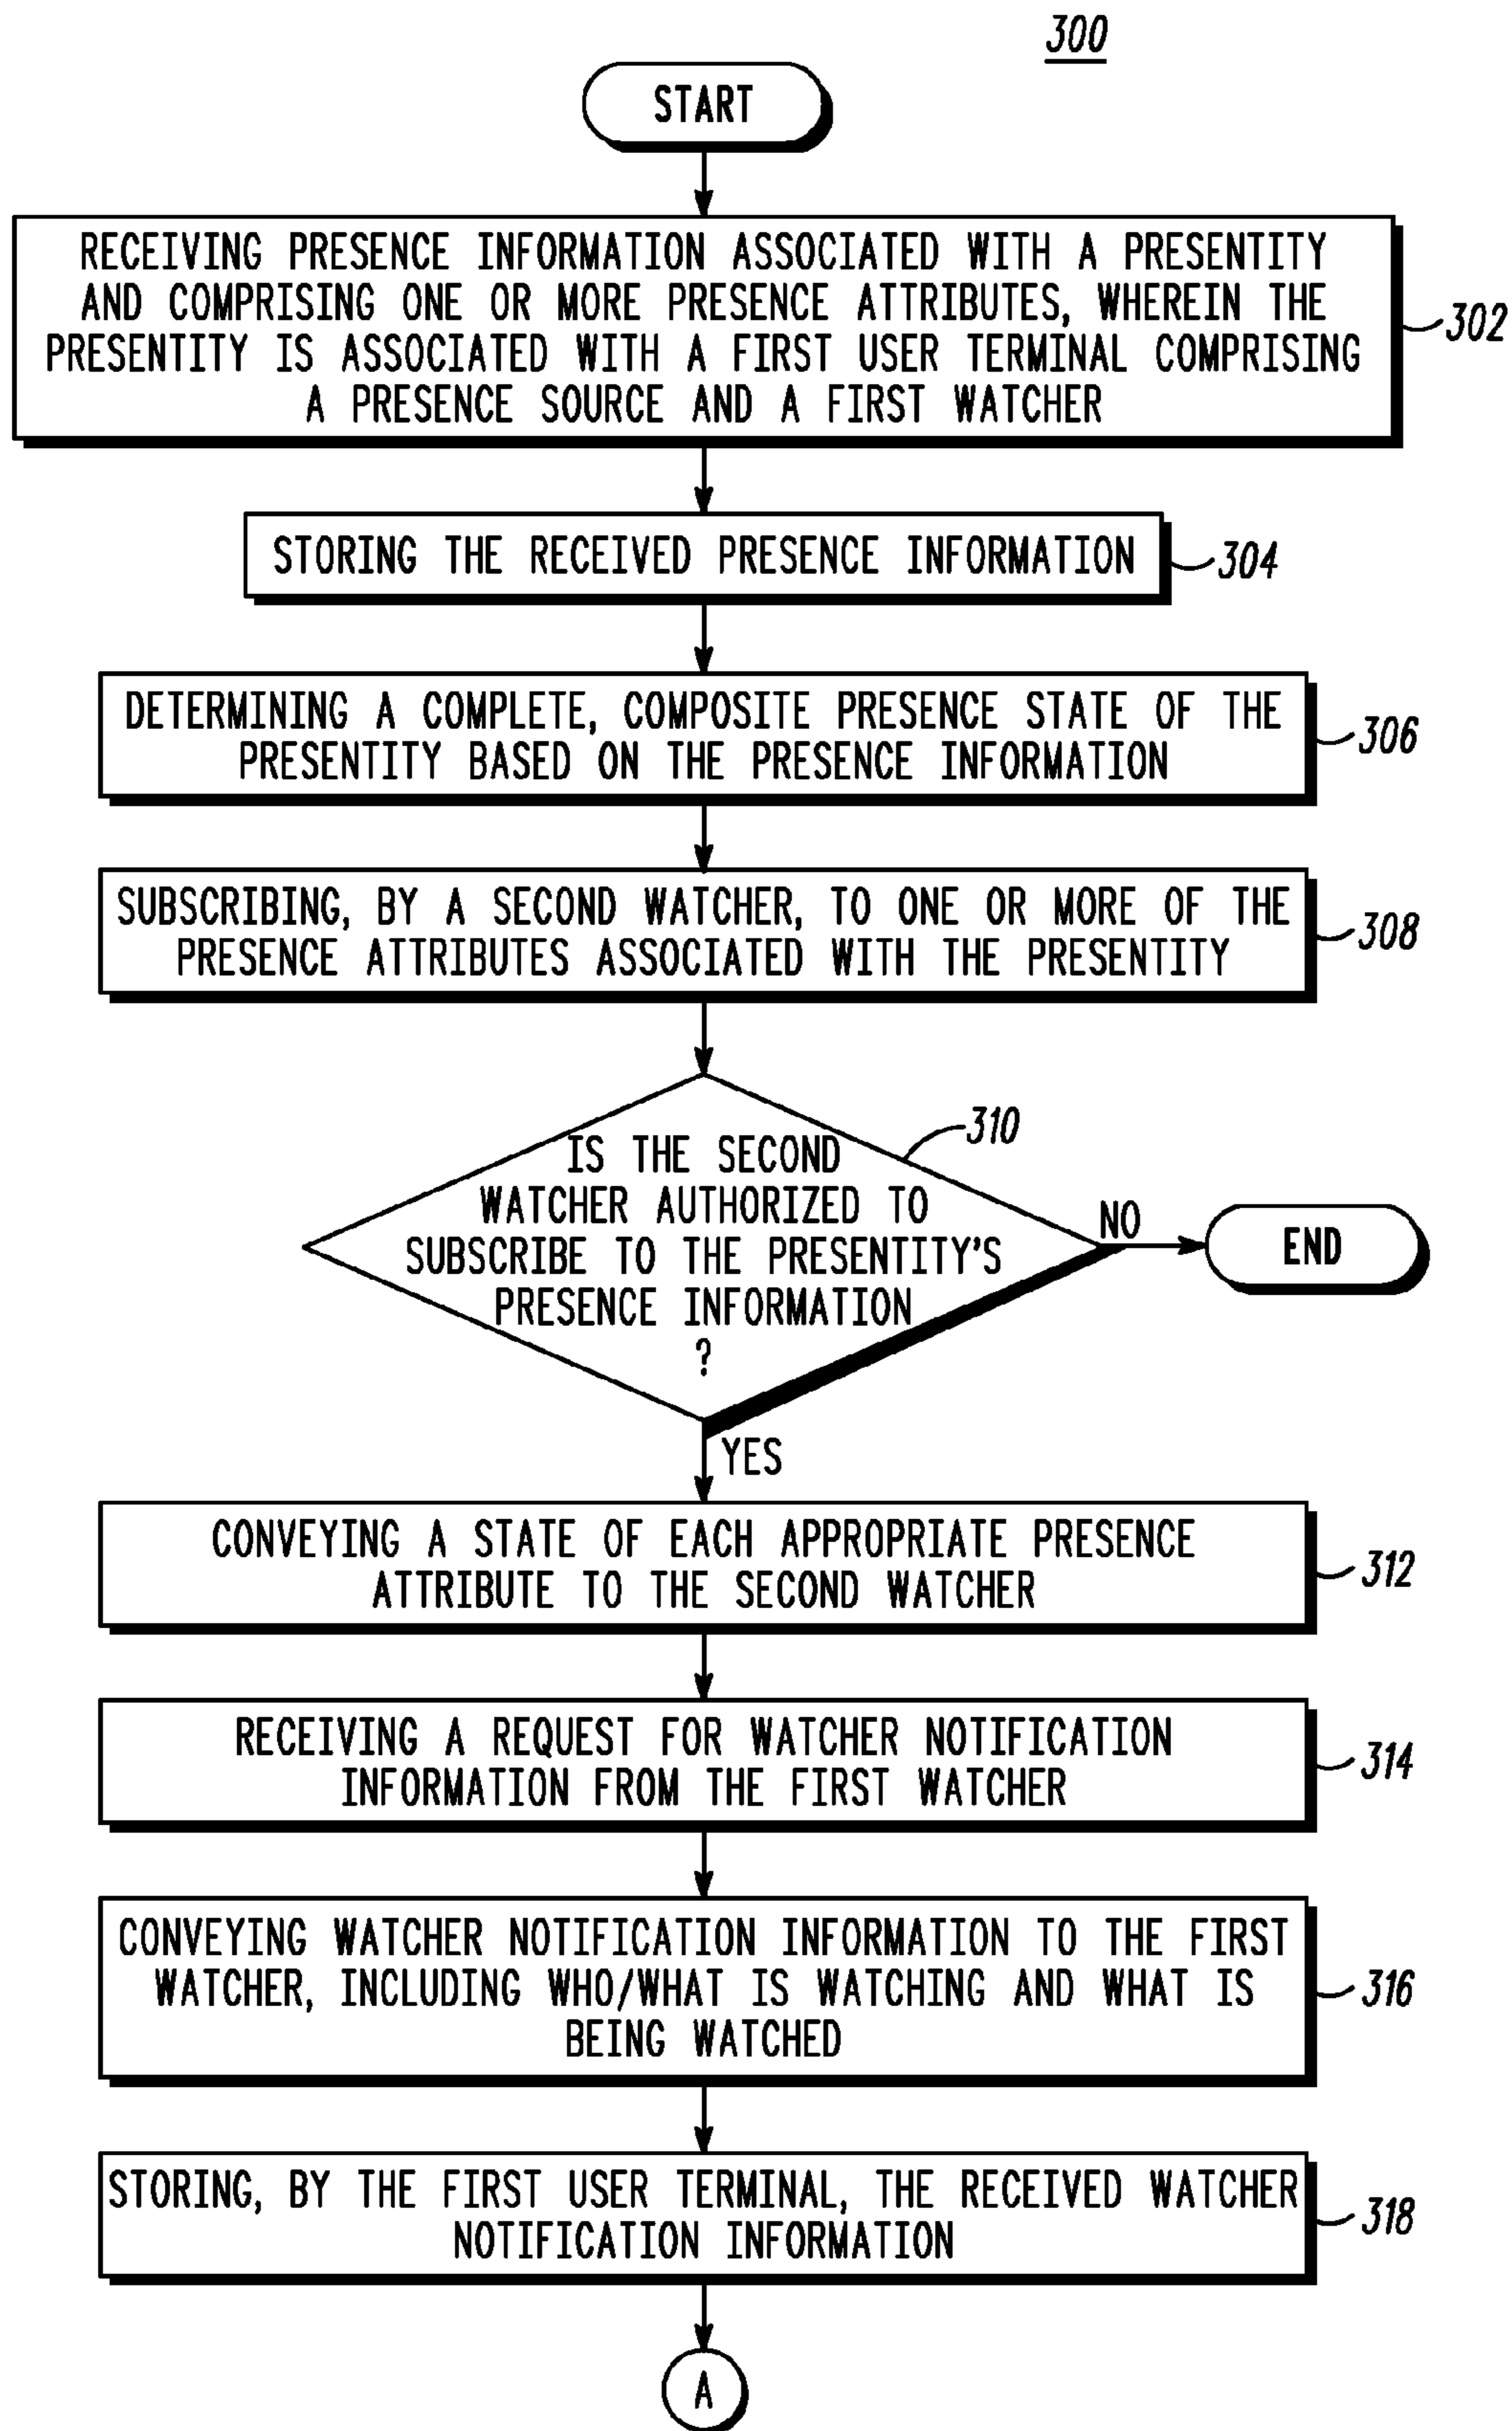 300
START
RECEIVING PRESENCE INFORMATION ASSOCIATED WITH A PRESENTITY
AND COMPRISING ONE OR MORE PRESENCE ATTRIBUTES, WHEREIN THE
PRESENTITY IS ASSOCIATED WITH A FIRST USER TERMINAL COMPRISING
A PRESENCE SOURCE AND A FIRST WATCHER
302
STORING THE RECEIVED PRESENCE INFORMATION
304
DETERMINING A COMPLETE, COMPOSITE PRESENCE STATE OF THE
PRESENTITY BASED ON THE PRESENCE INFORMATION
306
SUBSCRIBING, BY A SECOND WATCHER, TO ONE OR MORE OF THE
PRESENCE ATTRIBUTES ASSOCIATED WITH THE PRESENTITY
308
310
IS THE SECOND
WATCHER AUTHORIZED TO
SUBSCRIBE TO THE PRESENTITY'S
PRESENCE INFORMATION
?
NO
END
YES
CONVEYING A STATE OF EACH APPROPRIATE PRESENCE
ATTRIBUTE TO THE SECOND WATCHER
312
RECEIVING A REQUEST FOR WATCHER NOTIFICATION
INFORMATION FROM THE FIRST WATCHER
314
CONVEYING WATCHER NOTIFICATION INFORMATION TO THE FIRST
WATCHER, INCLUDING WHO/WHAT IS WATCHING AND WHAT IS
BEING WATCHED
316
STORING, BY THE FIRST USER TERMINAL, THE RECEIVED WATCHER
NOTIFICATION INFORMATION
318
A